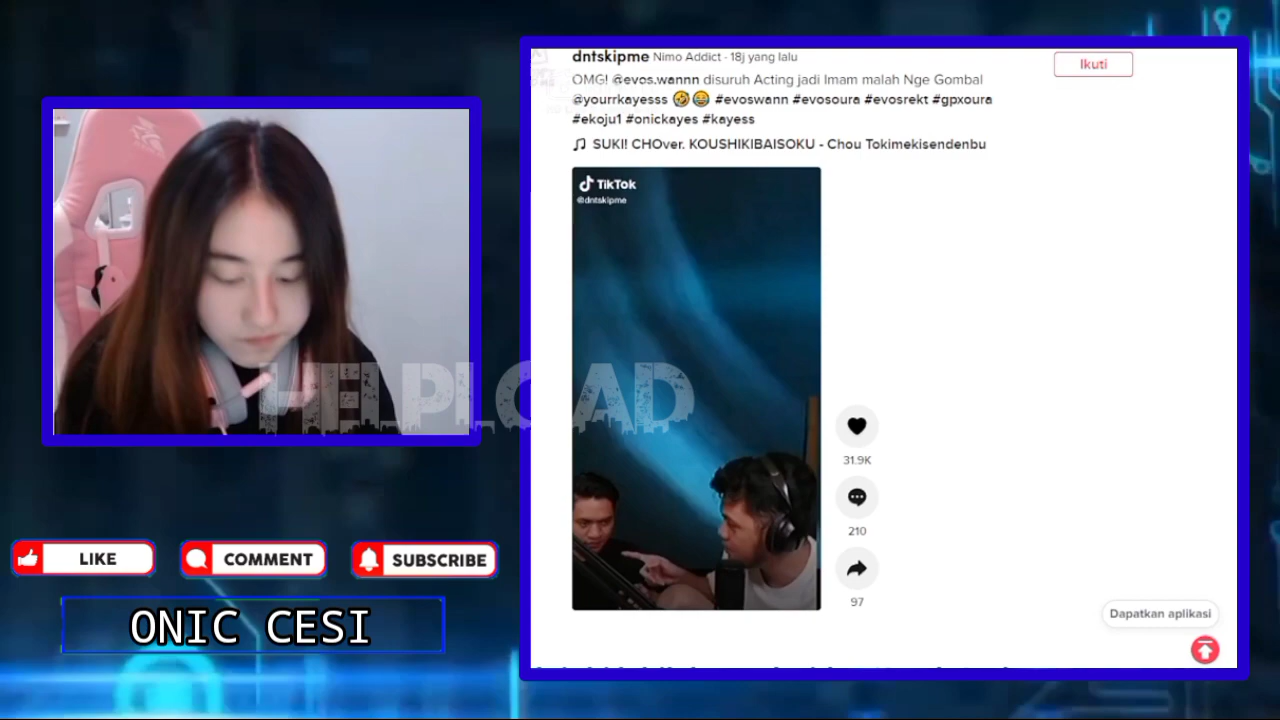 dntskipme Nimo Addict · 18j yang lalu
Ikuti
OMG! @evos.wannn disuruh Acting jadi Imam malah Nge Gombal
@yourrkayesss 🤣😂 #evoswann #evosoura #evosrekt #gpxoura
#ekoju1 #onickayes #kayess
♫ SUKI! CHOver. KOUSHIKIBAISOKU - Chou Tokimekisendenbu
TikTok
@dntskipme
HELPLOAD
31.9K
210
97
LIKE
COMMENT
SUBSCRIBE
ONIC CESI
Dapatkan aplikasi